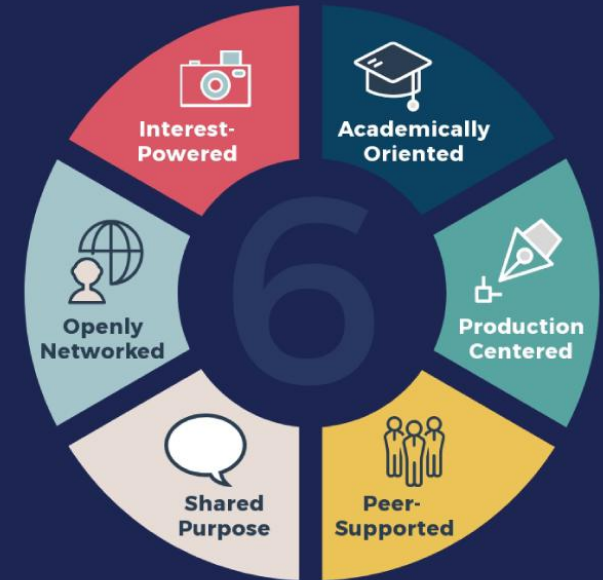 Interest-
Powered
Academically
Oriented
Openly
Networked
6
Production
Centered
Shared
Purpose
Peer-
Supported